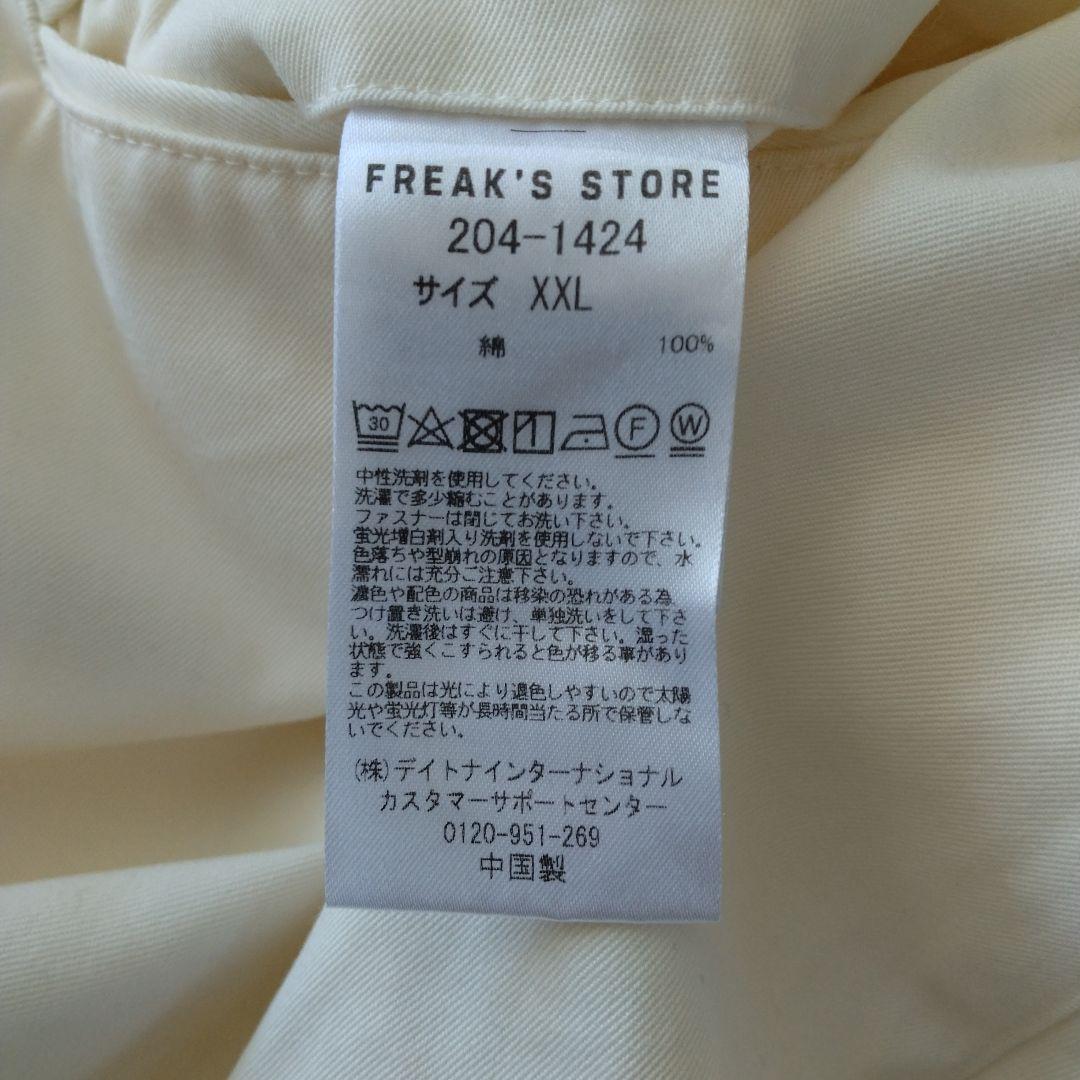 FREAK'S STORE
204-1424
サイズ XXL
綿 100%
30
F
W
中性洗剤を使用してください。
洗濯で多少縮むことがあります。
ファスナーは閉じてお洗い下さい。
蛍光増白剤入り洗剤を使用しないで下さい。
色落ちや型崩れの原因となりますので、水
濡れには充分ご注意下さい。
濃色や配色の商品は移染の恐れがある為
つけ置き洗いは避け、単独洗いをして下さ
い。洗濯後はすぐに干して下さい。湿った
状態で強くこすられると色が移る事があり
ます。
この製品は光により退色しやすいので太陽
光や蛍光灯等が長時間当たる所で保管しな
いでください。
(株)デイトナインターナショナル
カスタマーサポートセンター
0120-951-269
中国製